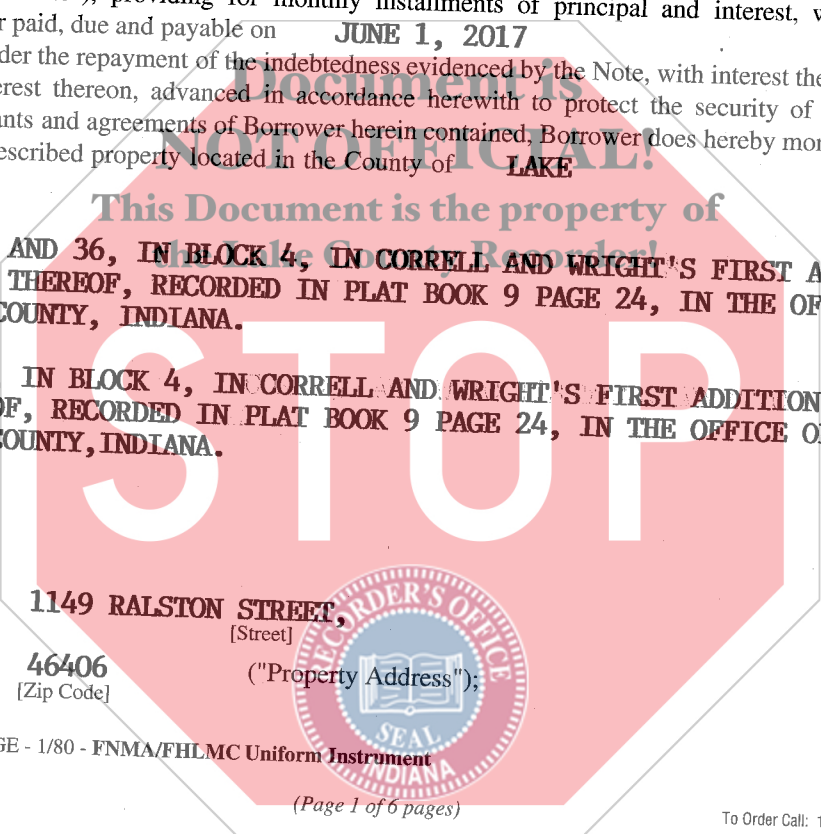 providing for monthly installments of principal and interest,
paid, due and payable on JUNE 1, 2017
the repayment of the indebtedness evidenced by the Note, with interest
Document is
thereon, advanced in accordance herewith to protect the security of
and agreements of Borrower herein contained, Borrower does hereby
NOT OFFICIAL!
property located in the County of LAKE
This Document is the property of
the Lake County Recorder!
AND 36, IN BLOCK 4, IN CORRELL AND WRIGHT'S FIRST
THEREOF, RECORDED IN PLAT BOOK 9 PAGE 24, IN THE
COUNTY, INDIANA.
STOP
IN BLOCK 4, IN CORRELL AND WRIGHT'S FIRST ADDITION
OF, RECORDED IN PLAT BOOK 9 PAGE 24, IN THE OFFICE
COUNTY, INDIANA.
1149 RALSTON STREET,
[Street]
46406 ("Property Address");
[Zip Code]
RECORDER'S OFFICE
SEAL
INDIANA
GE - 1/80 - FNMA/FHLMC Uniform Instrument
(Page 1 of 6 pages)
To Order Call: 1